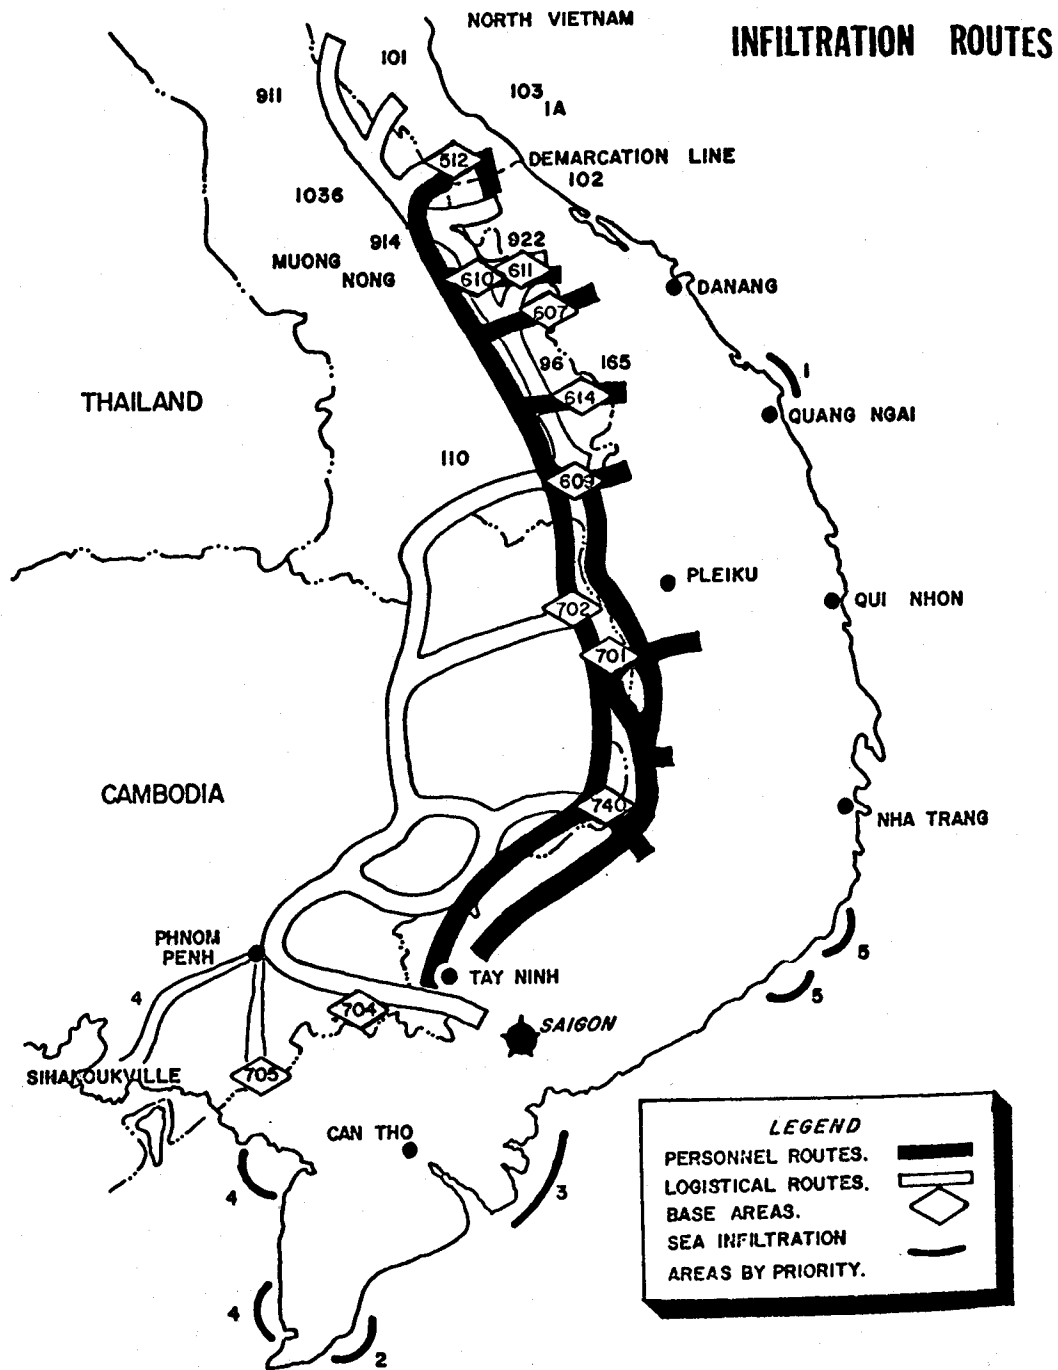 NORTH VIETNAM
INFILTRATION ROUTES
101
911
103
1A
512
DEMARCATION LINE
102
1036
914
922
MUONG
NONG
610
611
607
DANANG
THAILAND
96
165
1
614
QUANG NGAI
110
609
PLEIKU
702
QUI NHON
701
CAMBODIA
740
NHA TRANG
PHNOM
PENH
5
4
TAY NINH
5
704
SAIGON
SIHANOUKVILLE
705
CAN THO
4
3
4
2
LEGEND
PERSONNEL ROUTES.
LOGISTICAL ROUTES.
BASE AREAS.
SEA INFILTRATION
AREAS BY PRIORITY.